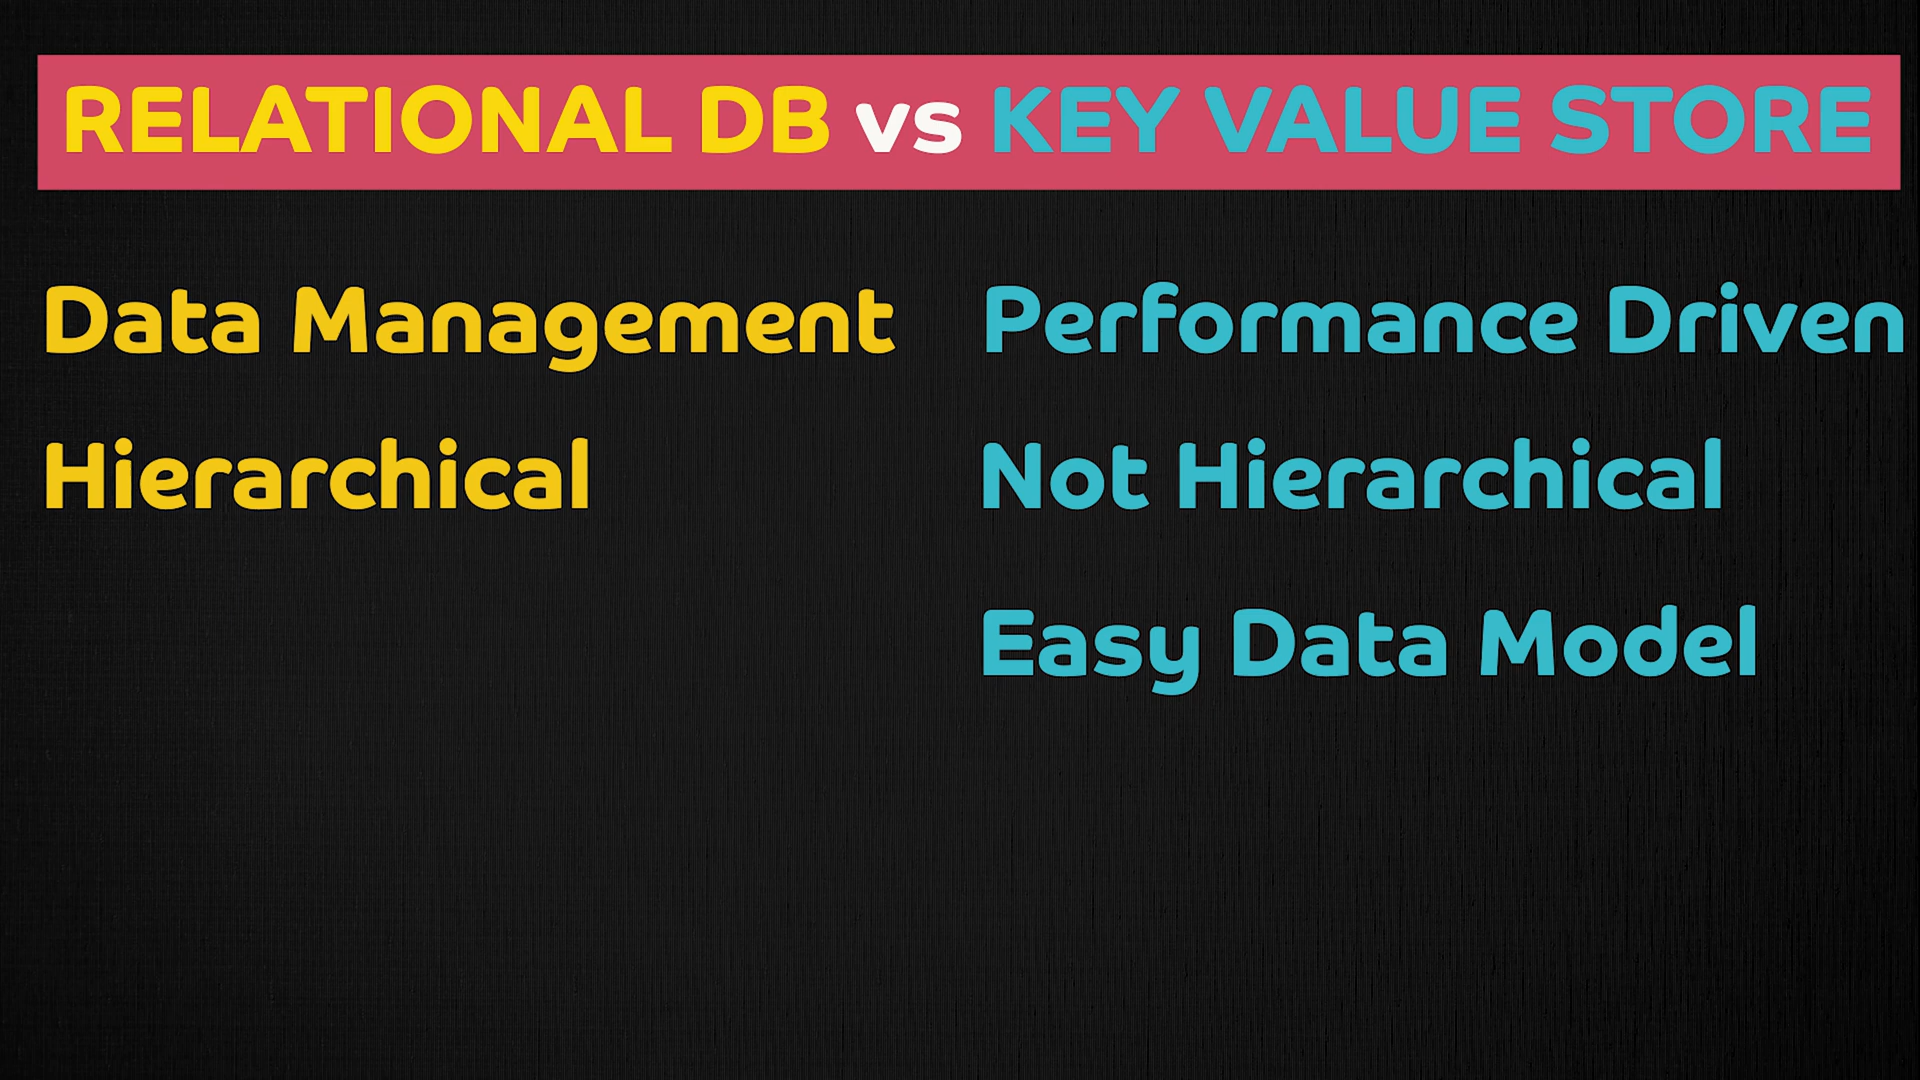 RELATIONAL DB vs KEY VALUE STORE
Data Management
Performance Driven
Hierarchical
Not Hierarchical
Easy Data Model